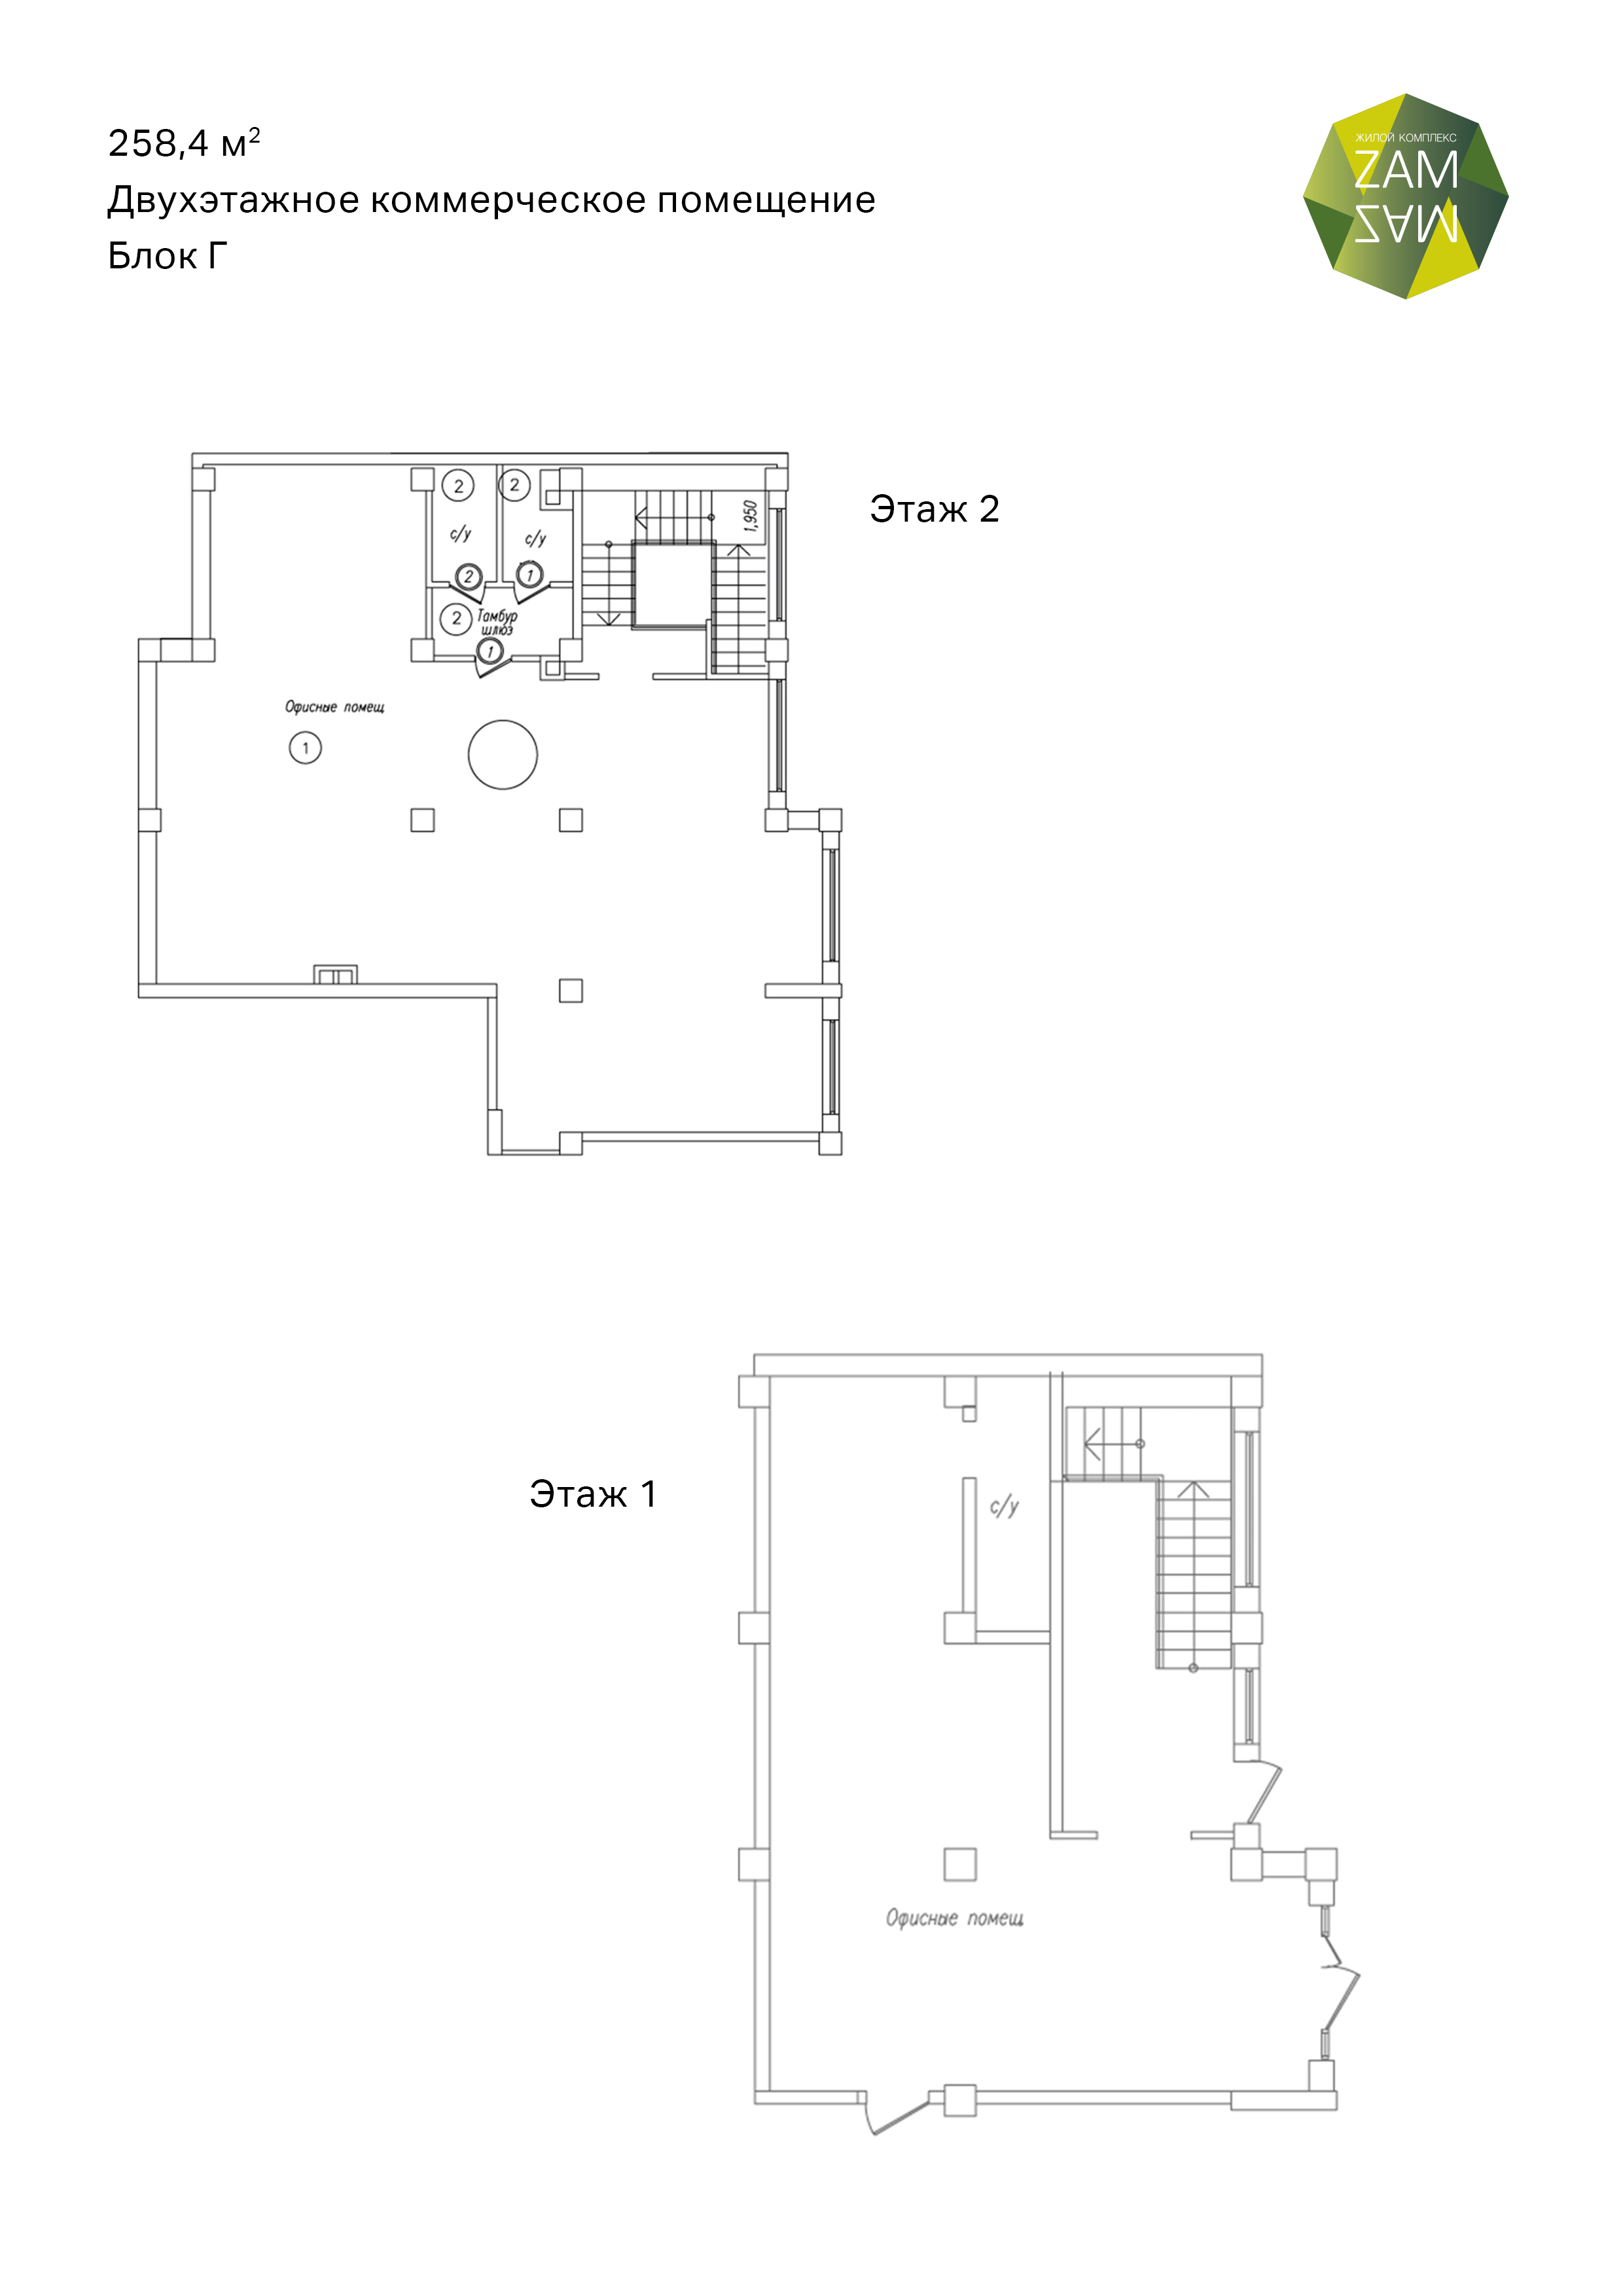 258,4 м²
Двухэтажное коммерческое помещение
Блок Г
ЖИЛОЙ КОМПЛЕКС
ZAM
ZAM
Этаж 2
2
2
1,950
с/у
с/у
2
1
2
Тамбур
шлюз
1
Офисные помещ
1
Этаж 1
с/у
Офисные помещ